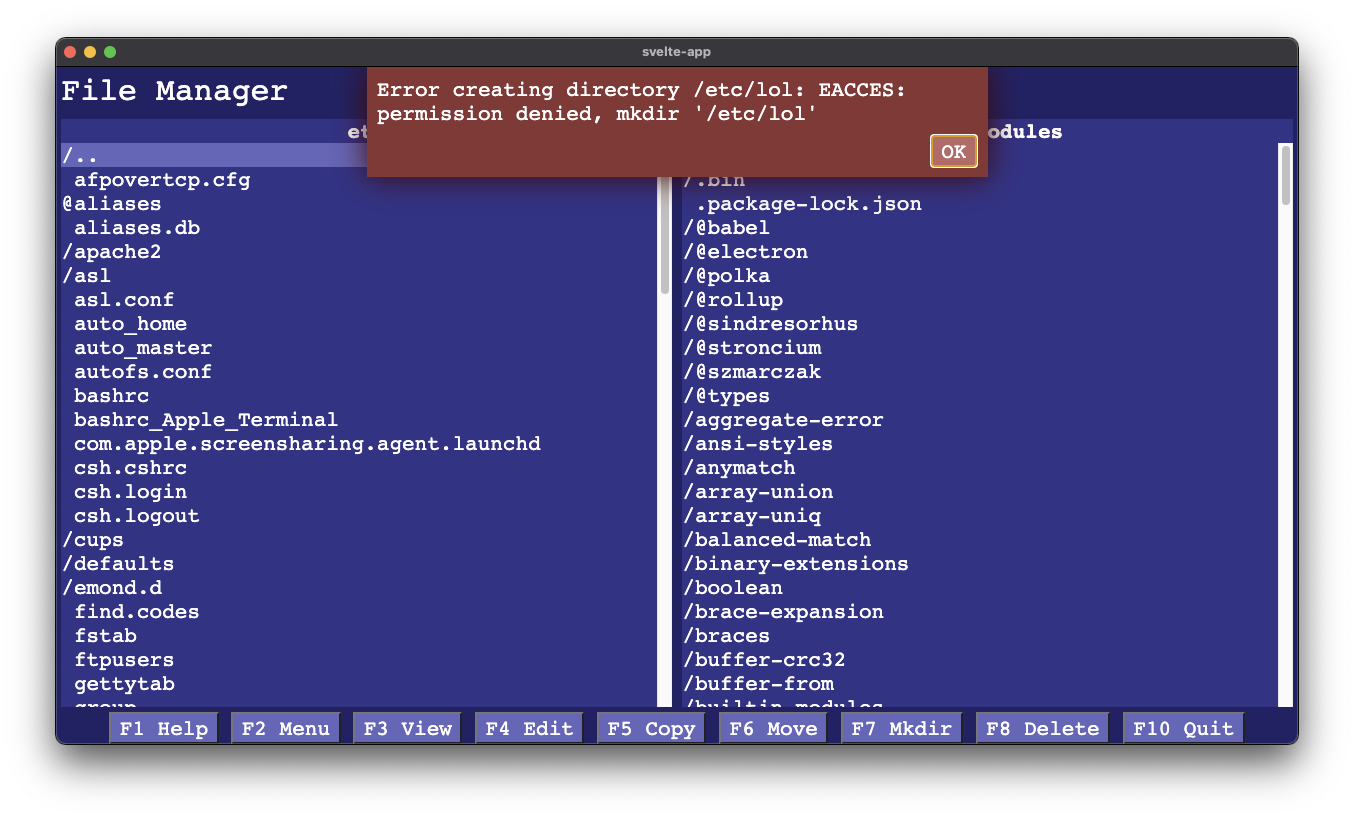 svelte-app
File Manager
Error creating directory /etc/lol: EACCES:
permission denied, mkdir '/etc/lol'
OK
/..
afpovertcp.cfg
@aliases
aliases.db
/apache2
/asl
asl.conf
auto_home
auto_master
autofs.conf
bashrc
bashrc_Apple_Terminal
com.apple.screensharing.agent.launchd
csh.cshrc
csh.login
csh.logout
/cups
/defaults
/emond.d
find.codes
fstab
ftpusers
gettytab
group
odules
/.bin
.package-lock.json
/@babel
/@electron
/@polka
/@rollup
/@sindresorhus
/@stroncium
/@szmarczak
/@types
/aggregate-error
/ansi-styles
/anymatch
/array-union
/array-uniq
/balanced-match
/binary-extensions
/boolean
/brace-expansion
/braces
/buffer-crc32
/buffer-from
/builtin-modules
F1 Help F2 Menu F3 View F4 Edit F5 Copy F6 Move F7 Mkdir F8 Delete F10 Quit